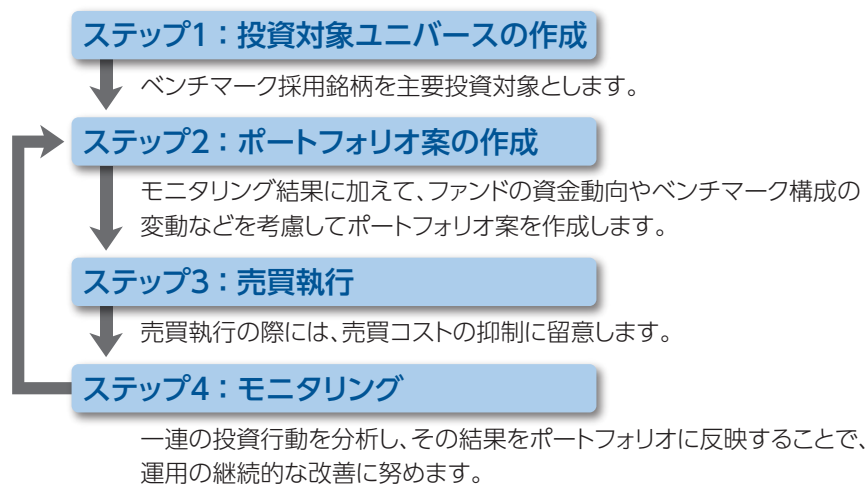 ステップ1：投資対象ユニバースの作成
ベンチマーク採用銘柄を主要投資対象とします。
ステップ2：ポートフォリオ案の作成
モニタリング結果に加えて、ファンドの資金動向やベンチマーク構成の
変動などを考慮してポートフォリオ案を作成します。
ステップ3：売買執行
売買執行の際には、売買コストの抑制に留意します。
ステップ4：モニタリング
一連の投資行動を分析し、その結果をポートフォリオに反映することで、
運用の継続的な改善に努めます。